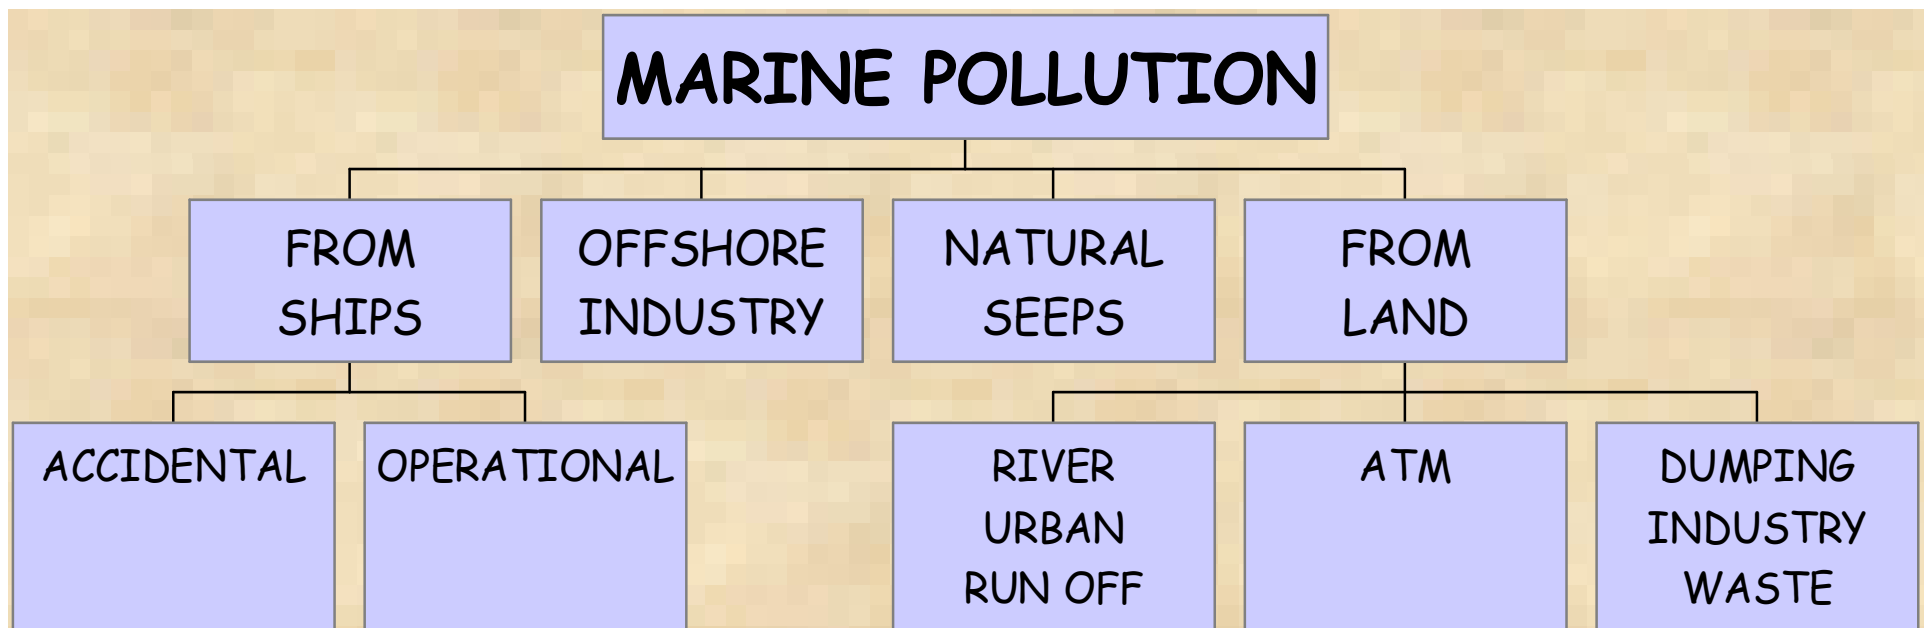 MARINE POLLUTION
FROM
SHIPS
OFFSHORE
INDUSTRY
NATURAL
SEEPS
FROM
LAND
ACCIDENTAL
OPERATIONAL
RIVER
URBAN
RUN OFF
ATM
DUMPING
INDUSTRY
WASTE